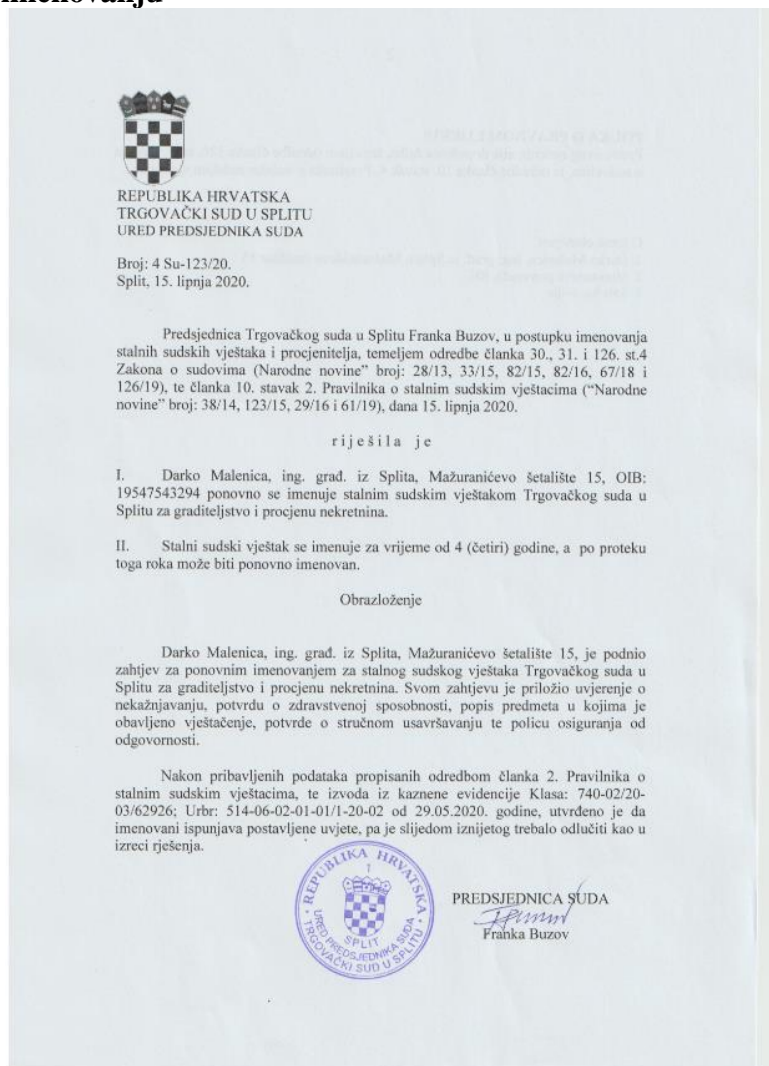 REPUBLIKA HRVATSKA
TRGOVAČKI SUD U SPLITU
URED PREDSJEDNIKA SUDA
Broj: 4 Su-123/20.
Split, 15. lipnja 2020.
Predsjednica Trgovačkog suda u Splitu Franka Buzov, u postupku imenovanja
stalnih sudskih vještaka i procjenitelja, temeljem odredbe članka 30., 31. i 126. st.4
Zakona o sudovima (Narodne novine” broj: 28/13, 33/15, 82/15, 82/16, 67/18 i
126/19), te članka 10. stavak 2. Pravilnika o stalnim sudskim vještacima (“Narodne
novine” broj: 38/14, 123/15, 29/16 i 61/19), dana 15. lipnja 2020.
r i j e š i l a   j e
I. Darko Malenica, ing. građ. iz Splita, Mažuranićevo šetalište 15, OIB:
19547543294 ponovno se imenuje stalnim sudskim vještakom Trgovačkog suda u
Splitu za graditeljstvo i procjenu nekretnina.
II. Stalni sudski vještak se imenuje za vrijeme od 4 (četiri) godine, a po proteku
toga roka može biti ponovno imenovan.
Obrazloženje
Darko Malenica, ing. građ. iz Splita, Mažuranićevo šetalište 15, je podnio
zahtjev za ponovnim imenovanjem za stalnog sudskog vještaka Trgovačkog suda u
Splitu za graditeljstvo i procjenu nekretnina. Svom zahtjevu je priložio uvjerenje o
nekažnjavanju, potvrdu o zdravstvenoj sposobnosti, popis predmeta u kojima je
obavljeno vještačenje, potvrde o stručnom usavršavanju te policu osiguranja od
odgovornosti.
Nakon pribavljenih podataka propisanih odredbom članka 2. Pravilnika o
stalnim sudskim vještacima, te izvoda iz kaznene evidencije Klasa: 740-02/20-
03/62926; Urbr: 514-06-02-01-01/1-20-02 od 29.05.2020. godine, utvrđeno je da
imenovani ispunjava postavljene uvjete, pa je slijedom iznijetog trebalo odlučiti kao u
izreci rješenja.
REPUBLIKA HRVATSKA
1
URED PREDSJEDNIKA SUDA
SPLIT
TRGOVAČKI SUD U SPLITU
PREDSJEDNICA SUDA
Franka Buzov